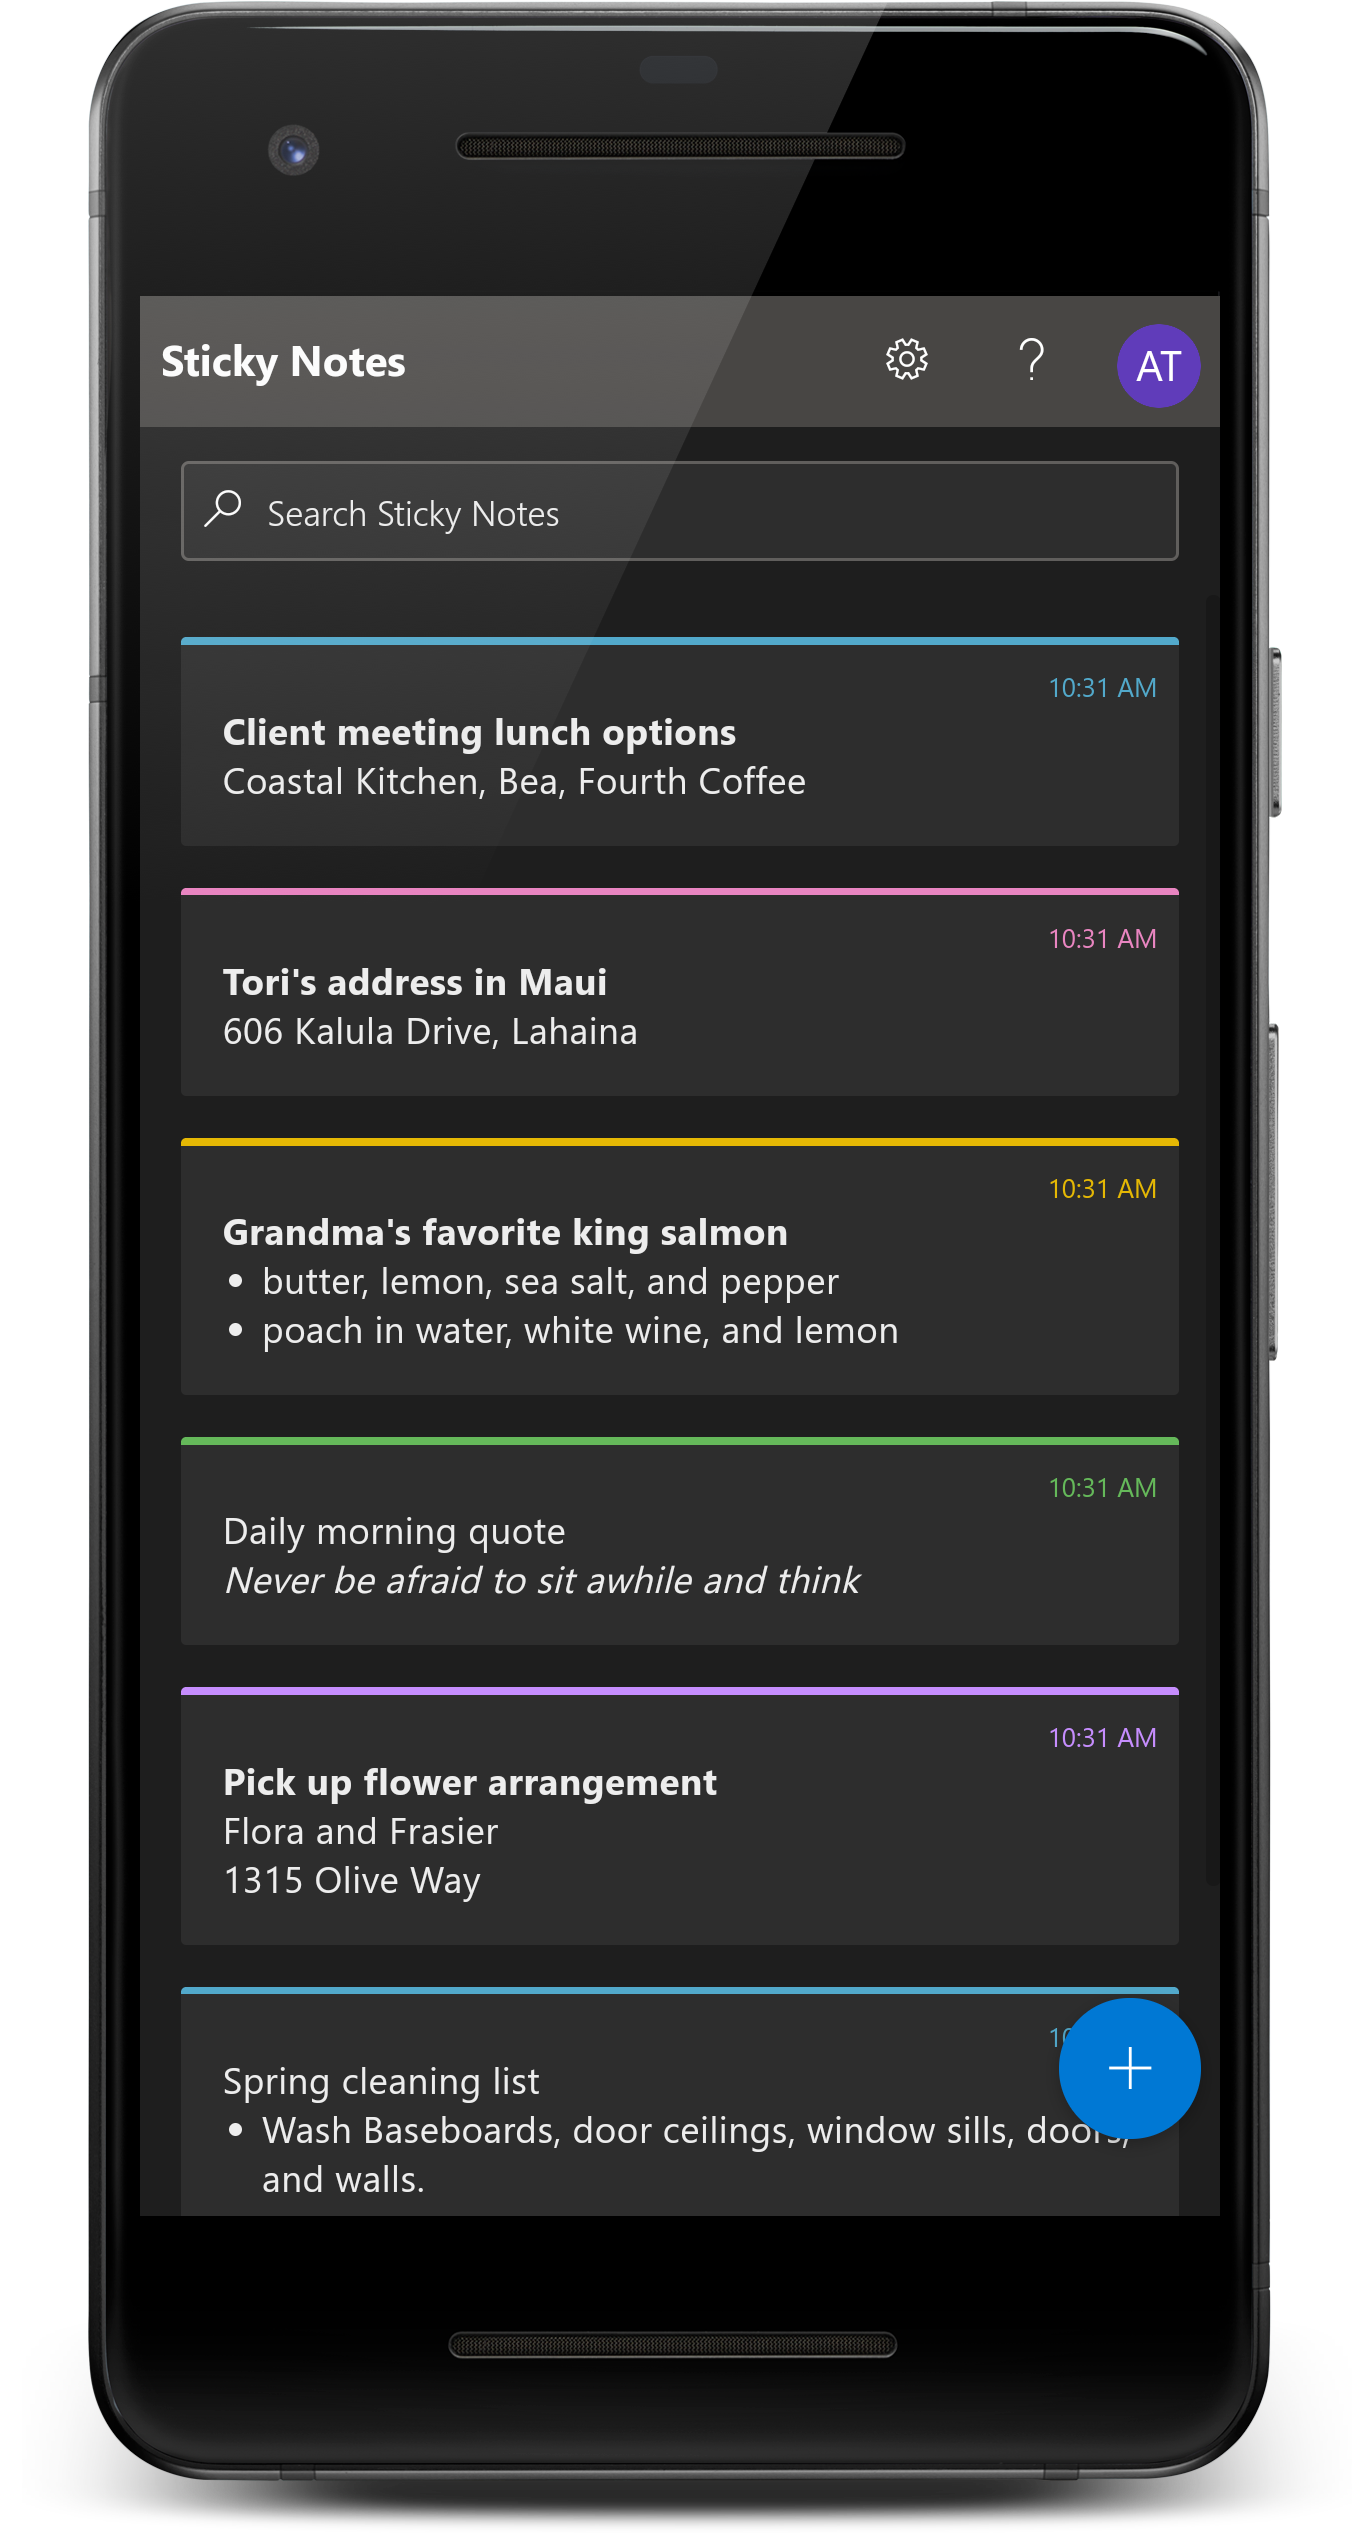 Sticky Notes
? AT
Search Sticky Notes
10:31 AM
Client meeting lunch options
Coastal Kitchen, Bea, Fourth Coffee
10:31 AM
Tori's address in Maui
606 Kalula Drive, Lahaina
10:31 AM
Grandma's favorite king salmon
• butter, lemon, sea salt, and pepper
• poach in water, white wine, and lemon
10:31 AM
Daily morning quote
Never be afraid to sit awhile and think
10:31 AM
Pick up flower arrangement
Flora and Frasier
1315 Olive Way
Spring cleaning list
• Wash Baseboards, door ceilings, window sills, doors,
and walls.